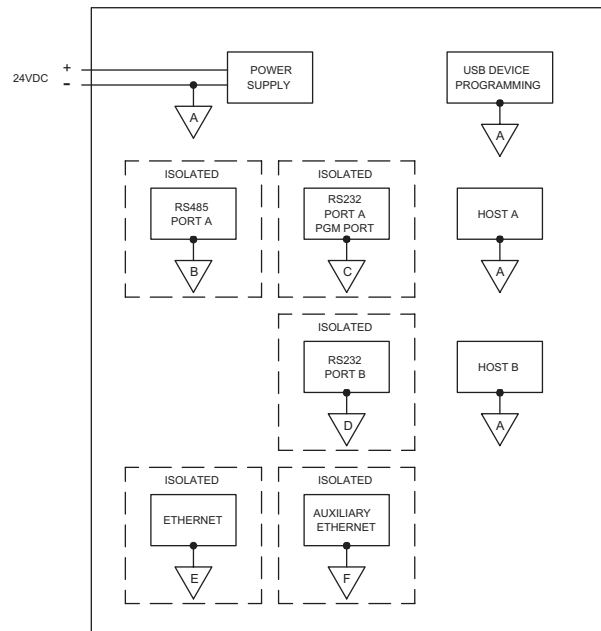 +
24VDC
-
POWER
SUPPLY
A
USB DEVICE
PROGRAMMING
A
ISOLATED
RS485
PORT A
B
ISOLATED
RS232
PORT A
PGM PORT
C
HOST A
A
ISOLATED
RS232
PORT B
D
HOST B
A
ISOLATED
ETHERNET
E
ISOLATED
AUXILIARY
ETHERNET
F